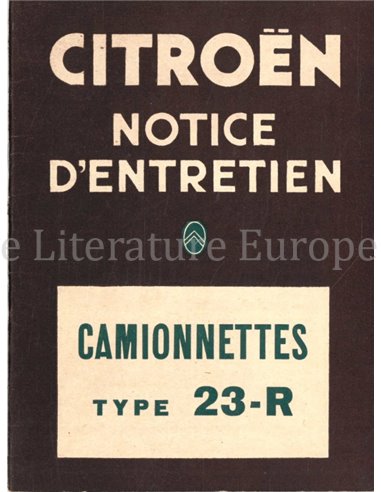 CITROËN
NOTICE
D'ENTRETIEN
e Literature Europe
CAMIONNETTES
TYPE 23-R